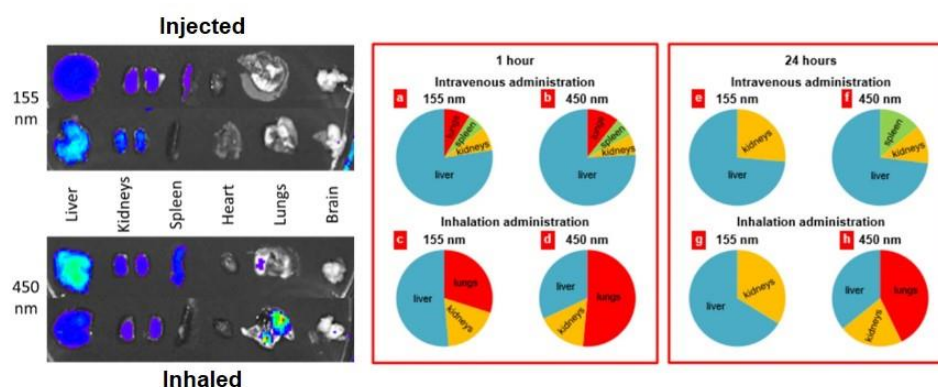 Injected
155
nm
Liver
Kidneys
Spleen
Heart
Lungs
Brain
450
nm
Inhaled
1 hour
Intravenous administration
a 155 nm
lungs
spleen
kidneys
liver
b 450 nm
lungs
spleen
kidneys
liver
Inhalation administration
c 155 nm
lungs
liver
kidneys
d 450 nm
liver
lungs
kidneys
24 hours
Intravenous administration
e 155 nm
kidneys
liver
f 450 nm
spleen
kidneys
liver
Inhalation administration
g 155 nm
kidneys
liver
h 450 nm
liver
lungs
kidneys